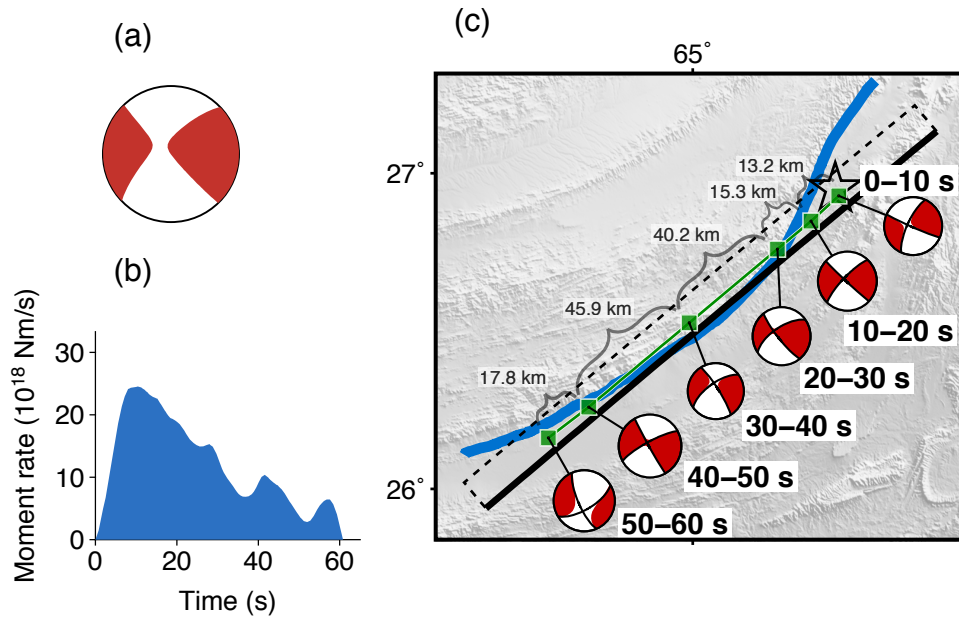 (a)
(b)
Moment rate (10¹⁸ Nm/s)
30
20
10
0
0
20
40
60
Time (s)
(c)
65°
27°
26°
13.2 km
15.3 km
40.2 km
45.9 km
17.8 km
0–10 s
10–20 s
20–30 s
30–40 s
40–50 s
50–60 s